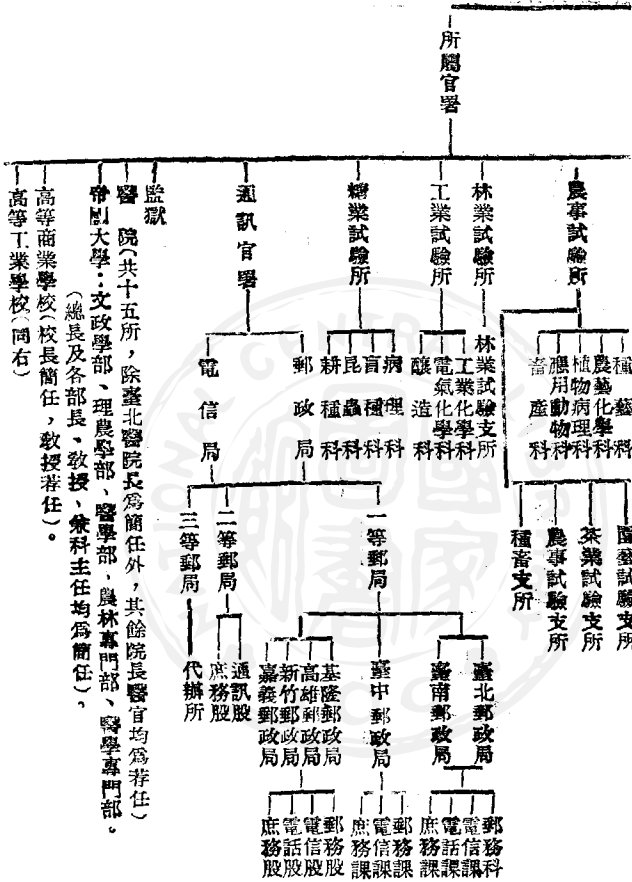 所屬官署
農事試驗所
種藝科
農藝化學科
植物病理科
應用動物科
畜產科
園藝試驗支所
茶業試驗支所
農事試驗支所
種畜支所
林業試驗所
林業試驗支所
工業試驗所
工業化學科
電氣化學科
釀造科
糖業試驗所
病理科
盲種科
昆蟲科
耕種科
通訊官署
郵政局
電信局
一等郵局
臺北郵政局
臺南郵政局
郵務科
電信課
電話課
庶務課
臺中郵政局
郵務課
電信課
庶務課
基隆郵政局
高雄郵政局
新竹郵政局
嘉義郵政局
郵務股
電信股
電話股
庶務股
二等郵局
通訊股
庶務股
三等郵局
代辦所
監獄
醫院(共十五所,除臺北醫院長爲簡任外,其餘院長醫官均爲荐任)
帝國大學:文政學部、理農學部、醫學部、農林專門部、醫學專門部。
(總長及各部長、敎授、兼科主任均爲簡任)。
高等商業學校(校長簡任,敎授荐任)。
高等工業學校(同右)